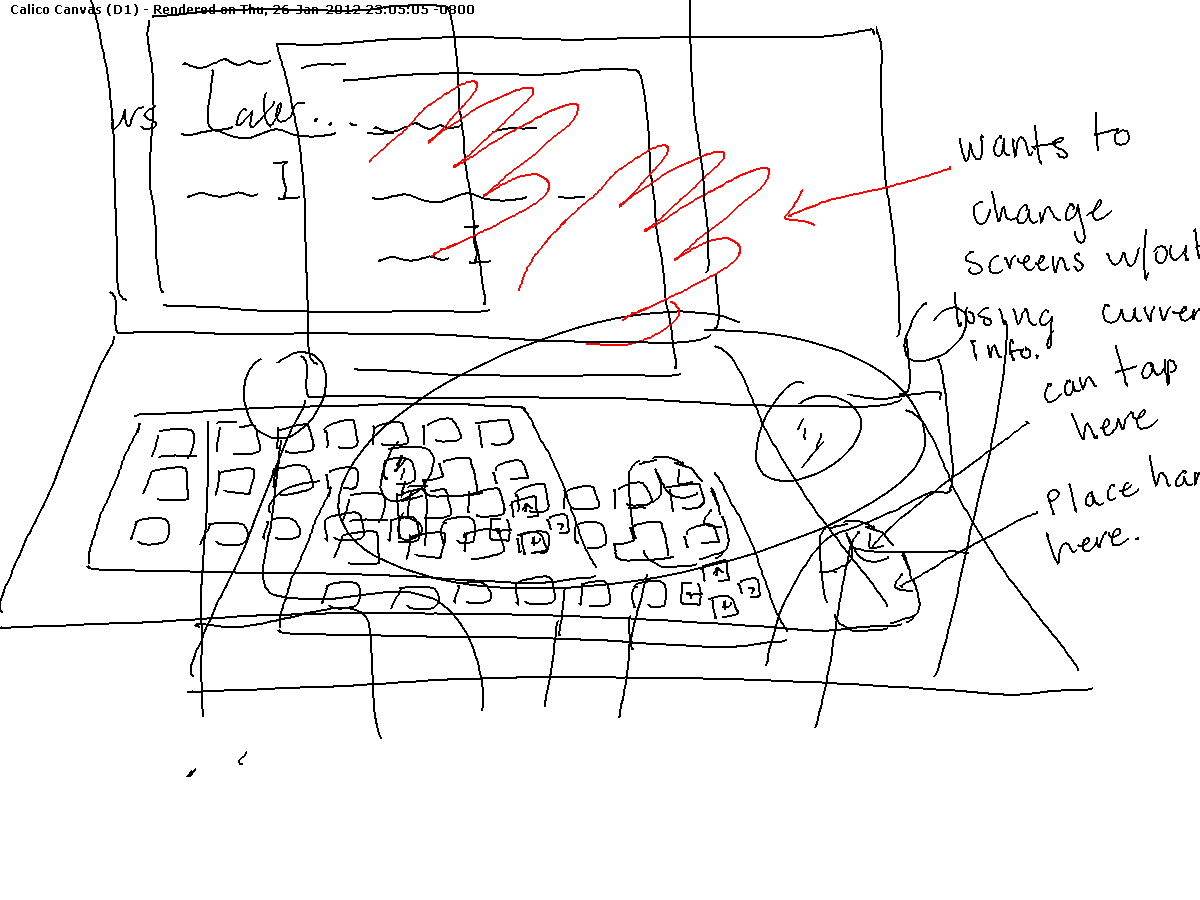 Calico Canvas (D1) - Rendered on Thu, 26 Jan 2012 23:05:05 -0800
urs Later...
I
I
wants to
change
screens w/out
losing curren
info.
can tap
here
Place han
here.